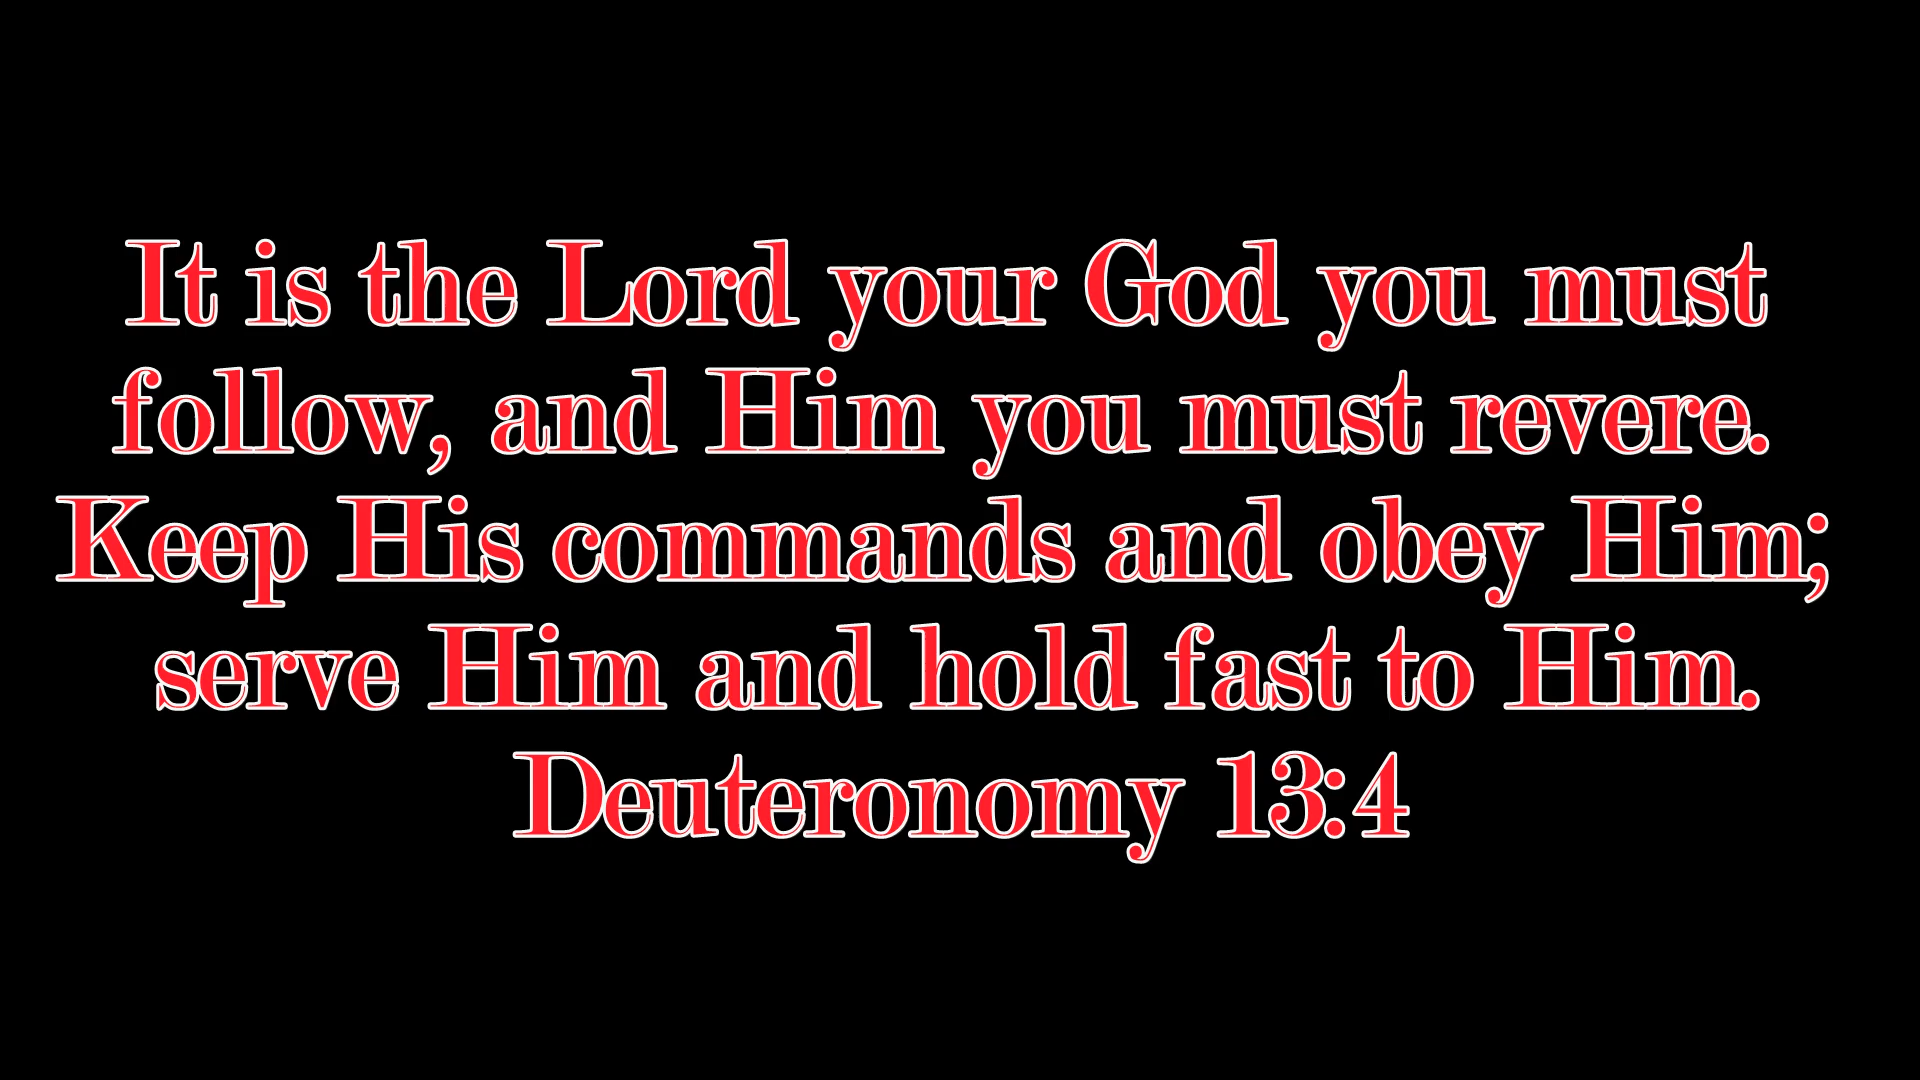 It is the Lord your God you must
follow, and Him you must revere.
Keep His commands and obey Him;
serve Him and hold fast to Him.
Deuteronomy 13:4